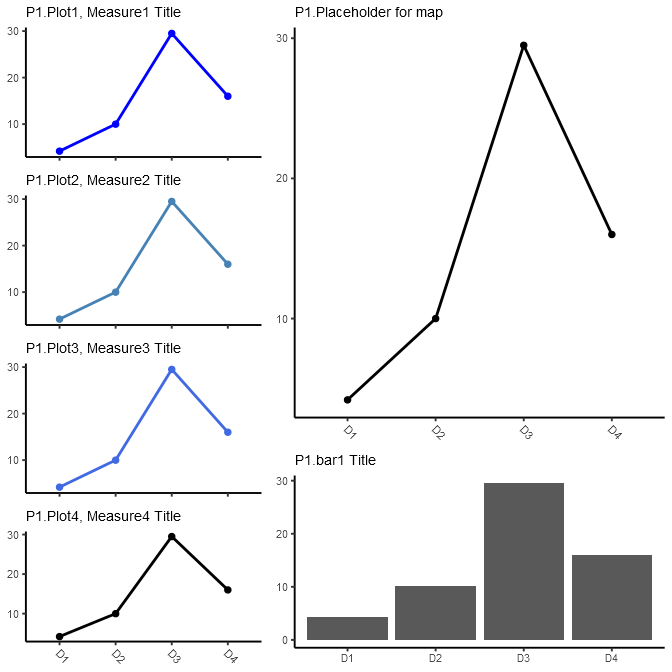 P1.Plot1, Measure1 Title
30
20
10
P1.Plot2, Measure2 Title
30
20
10
P1.Plot3, Measure3 Title
30
20
10
P1.Plot4, Measure4 Title
30
20
10
D1 D2 D3 D4
P1.Placeholder for map
30
20
10
D1 D2 D3 D4
P1.bar1 Title
30
20
10
0
D1 D2 D3 D4